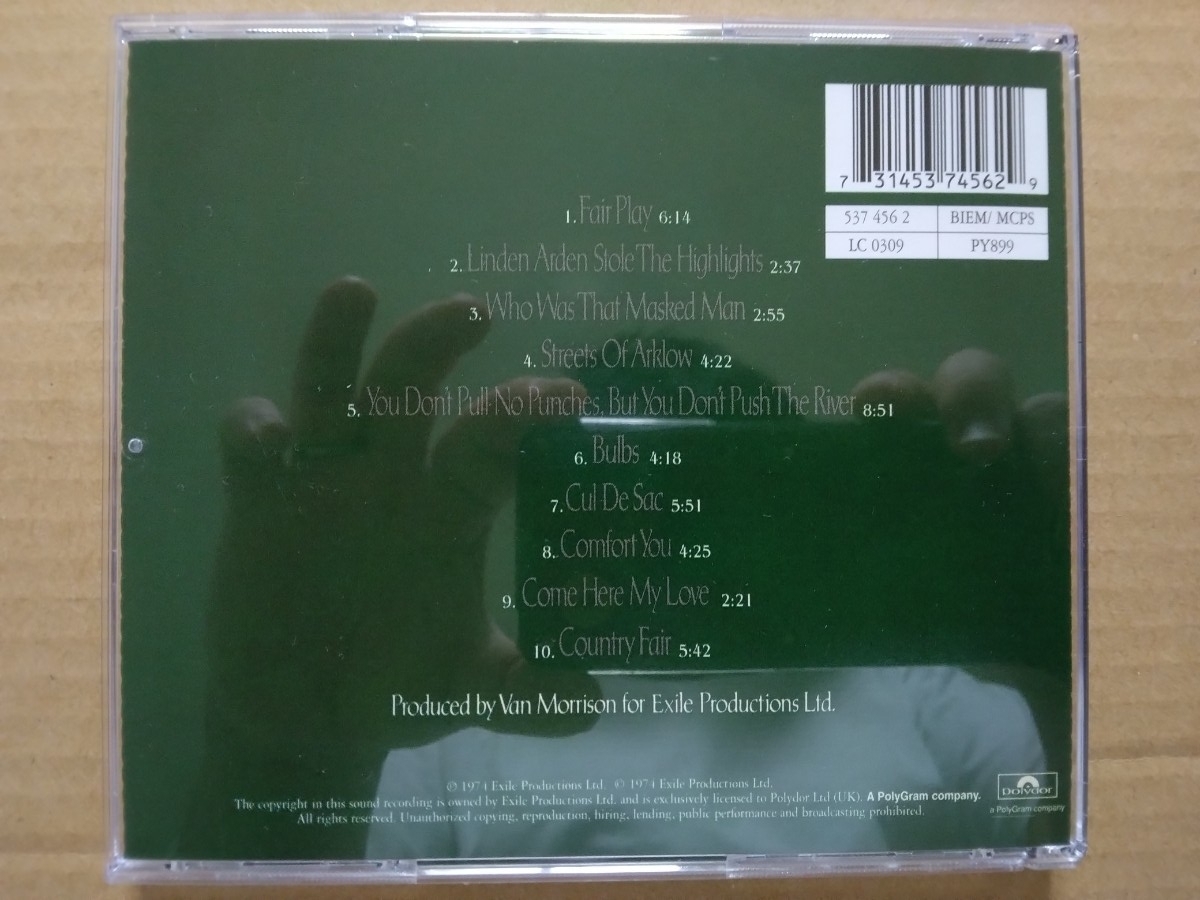 7 31453 74562 9
537 456 2 BIEM/ MCPS
LC 0309 PY899
1. Fair Play 6:14
2. Linden Arden Stole The Highlights 2:37
3. Who Was That Masked Man 2:55
4. Streets Of Arklow 4:22
5. You Don't Pull No Punches, But You Don't Push The River 8:51
6. Bulbs 4:18
7. Cul De Sac 5:51
8. Comfort You 4:25
9. Come Here My Love 2:21
10. Country Fair 5:42
Produced by Van Morrison for Exile Productions Ltd.
℗ 1974 Exile Productions Ltd. © 1974 Exile Productions Ltd.
The copyright in this sound recording is owned by Exile Productions Ltd. and is exclusively licensed to Polydor Ltd (UK). A PolyGram company.
All rights reserved. Unauthorized copying, reproduction, hiring, lending, public performance and broadcasting prohibited.
Polydor
a PolyGram company